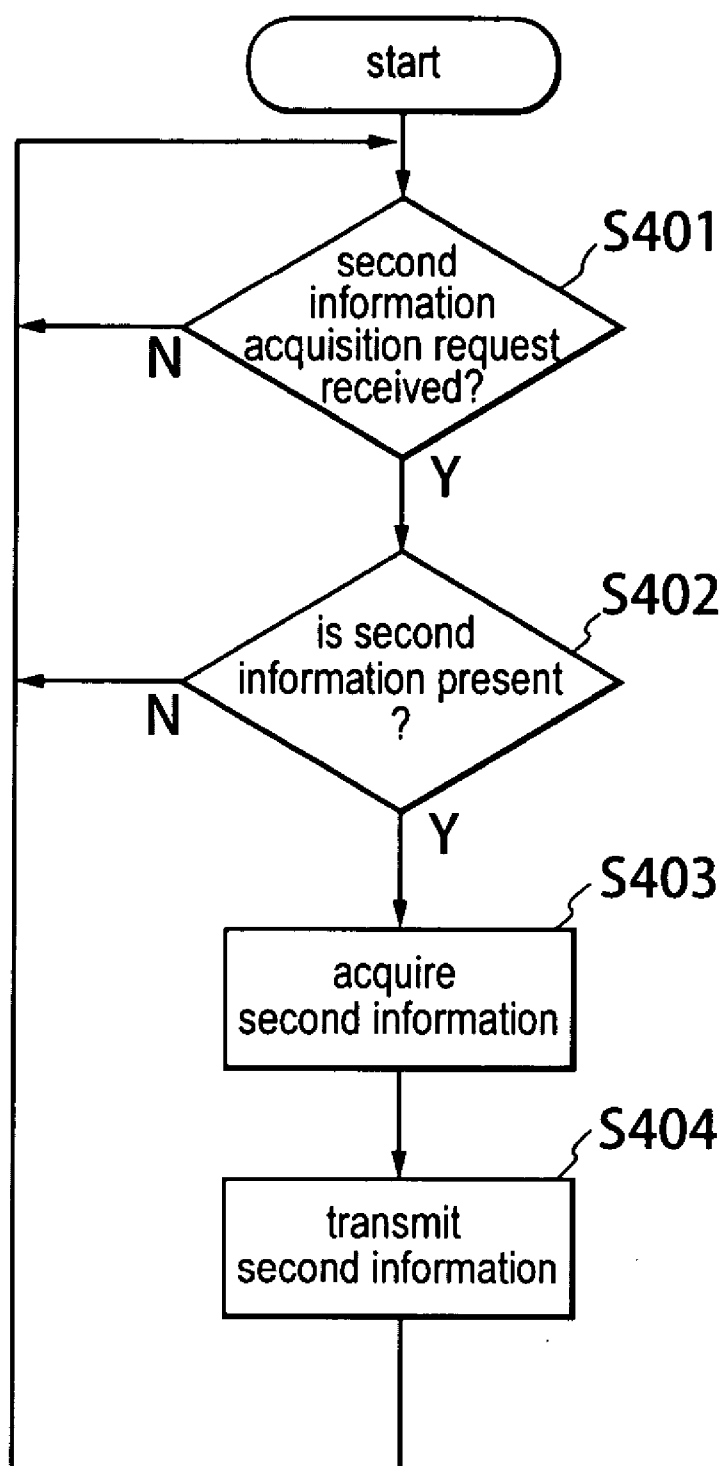 start
S401
second
information
acquisition request
received?
N
Y
S402
is second
information present
?
N
Y
S403
acquire
second information
S404
transmit
second information